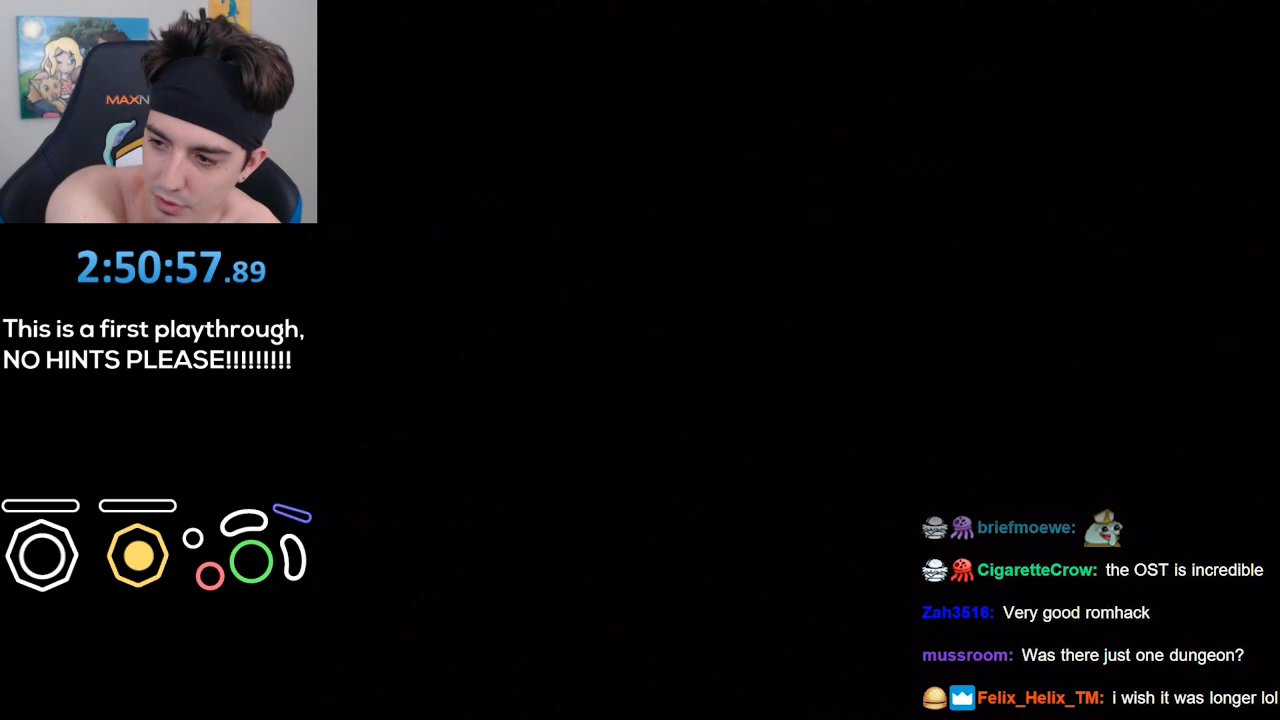 MAXN
2:50:57.89
This is a first playthrough,
NO HINTS PLEASE!!!!!!!!!
briefmoewe:
CigaretteCrow: the OST is incredible
Zah3516: Very good romhack
mussroom: Was there just one dungeon?
Felix_Helix_TM: i wish it was longer lol